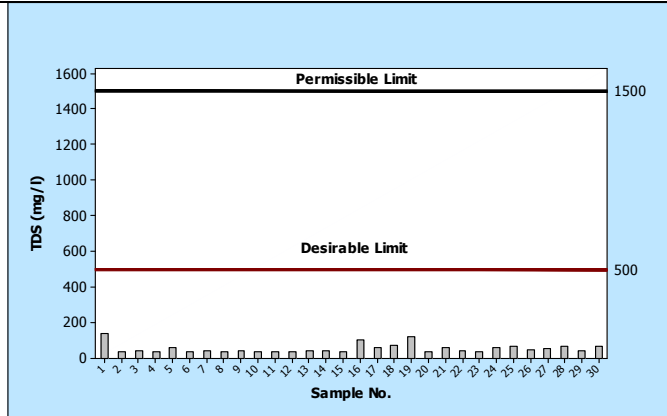 1600
Permissible Limit
1400
1500
1200
1000
TDS (mg/l)
800
600
Desirable Limit
500
400
200
0
1 2 3 4 5 6 7 8 9 10 11 12 13 14 15 16 17 18 19 20 21 22 23 24 25 26 27 28 29 30
Sample No.